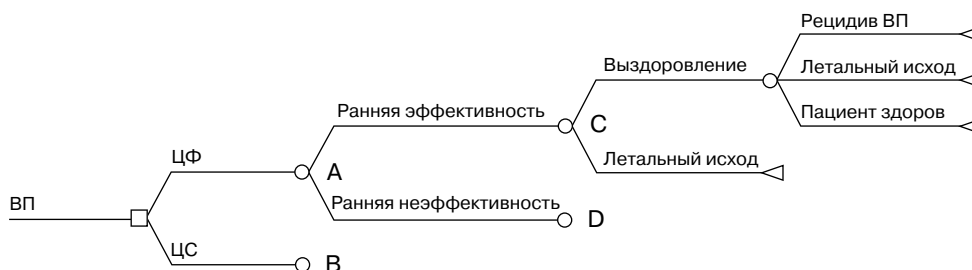 Рецидив ВП
Выздоровление
Летальный исход
Ранняя эффективность
C
Пациент здоров
ЦФ
A
Летальный исход
ВП
Ранняя неэффективность
D
ЦС
B